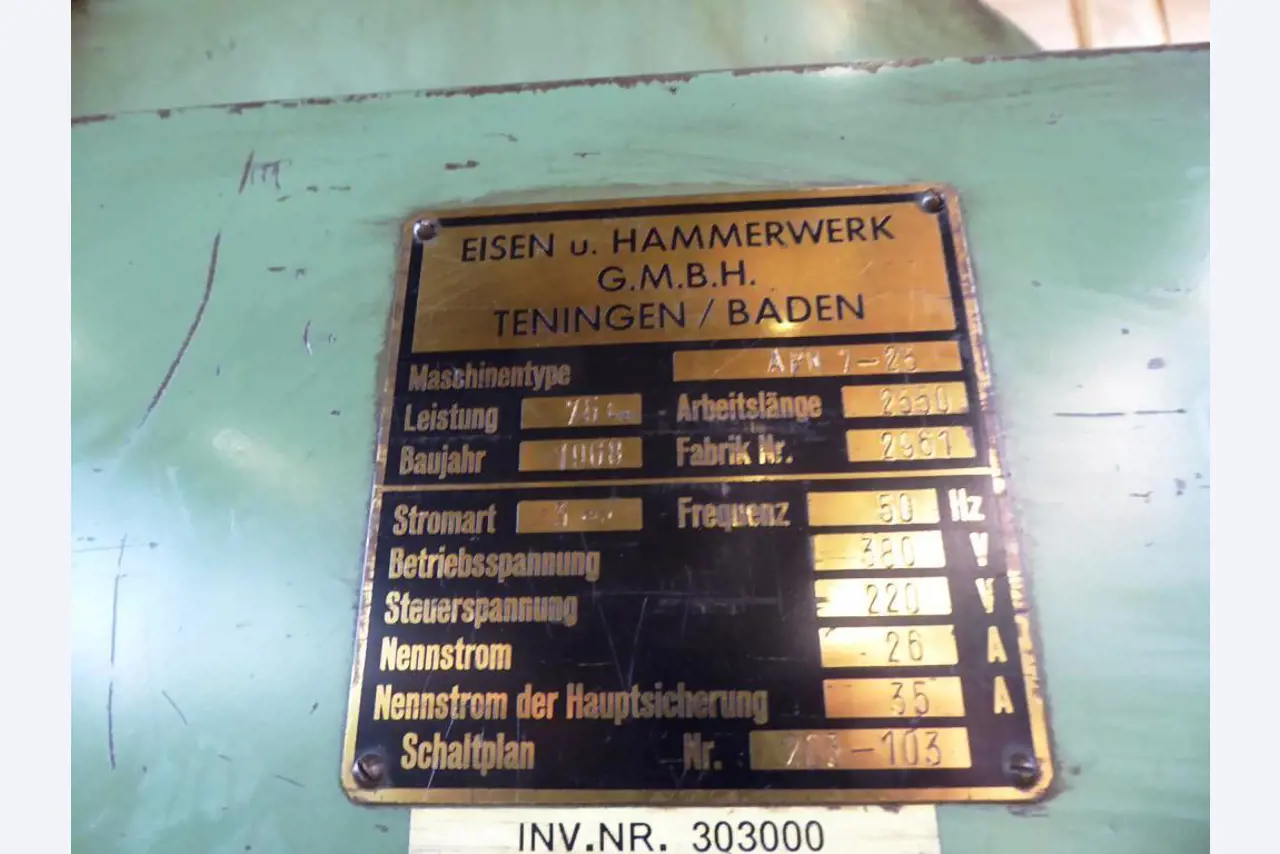 EISEN u. HAMMERWERK
G.M.B.H.
TENINGEN / BADEN
Maschinentype
Leistung Arbeitslänge 2550
Baujahr 1968 Fabrik Nr. 2961
Stromart Frequenz 50 Hz
Betriebsspannung 380 V
Steuerspannung 220 V
Nennstrom 26 A
Nennstrom der Hauptsicherung 35 A
Schaltplan Nr.
INV.NR. 303000